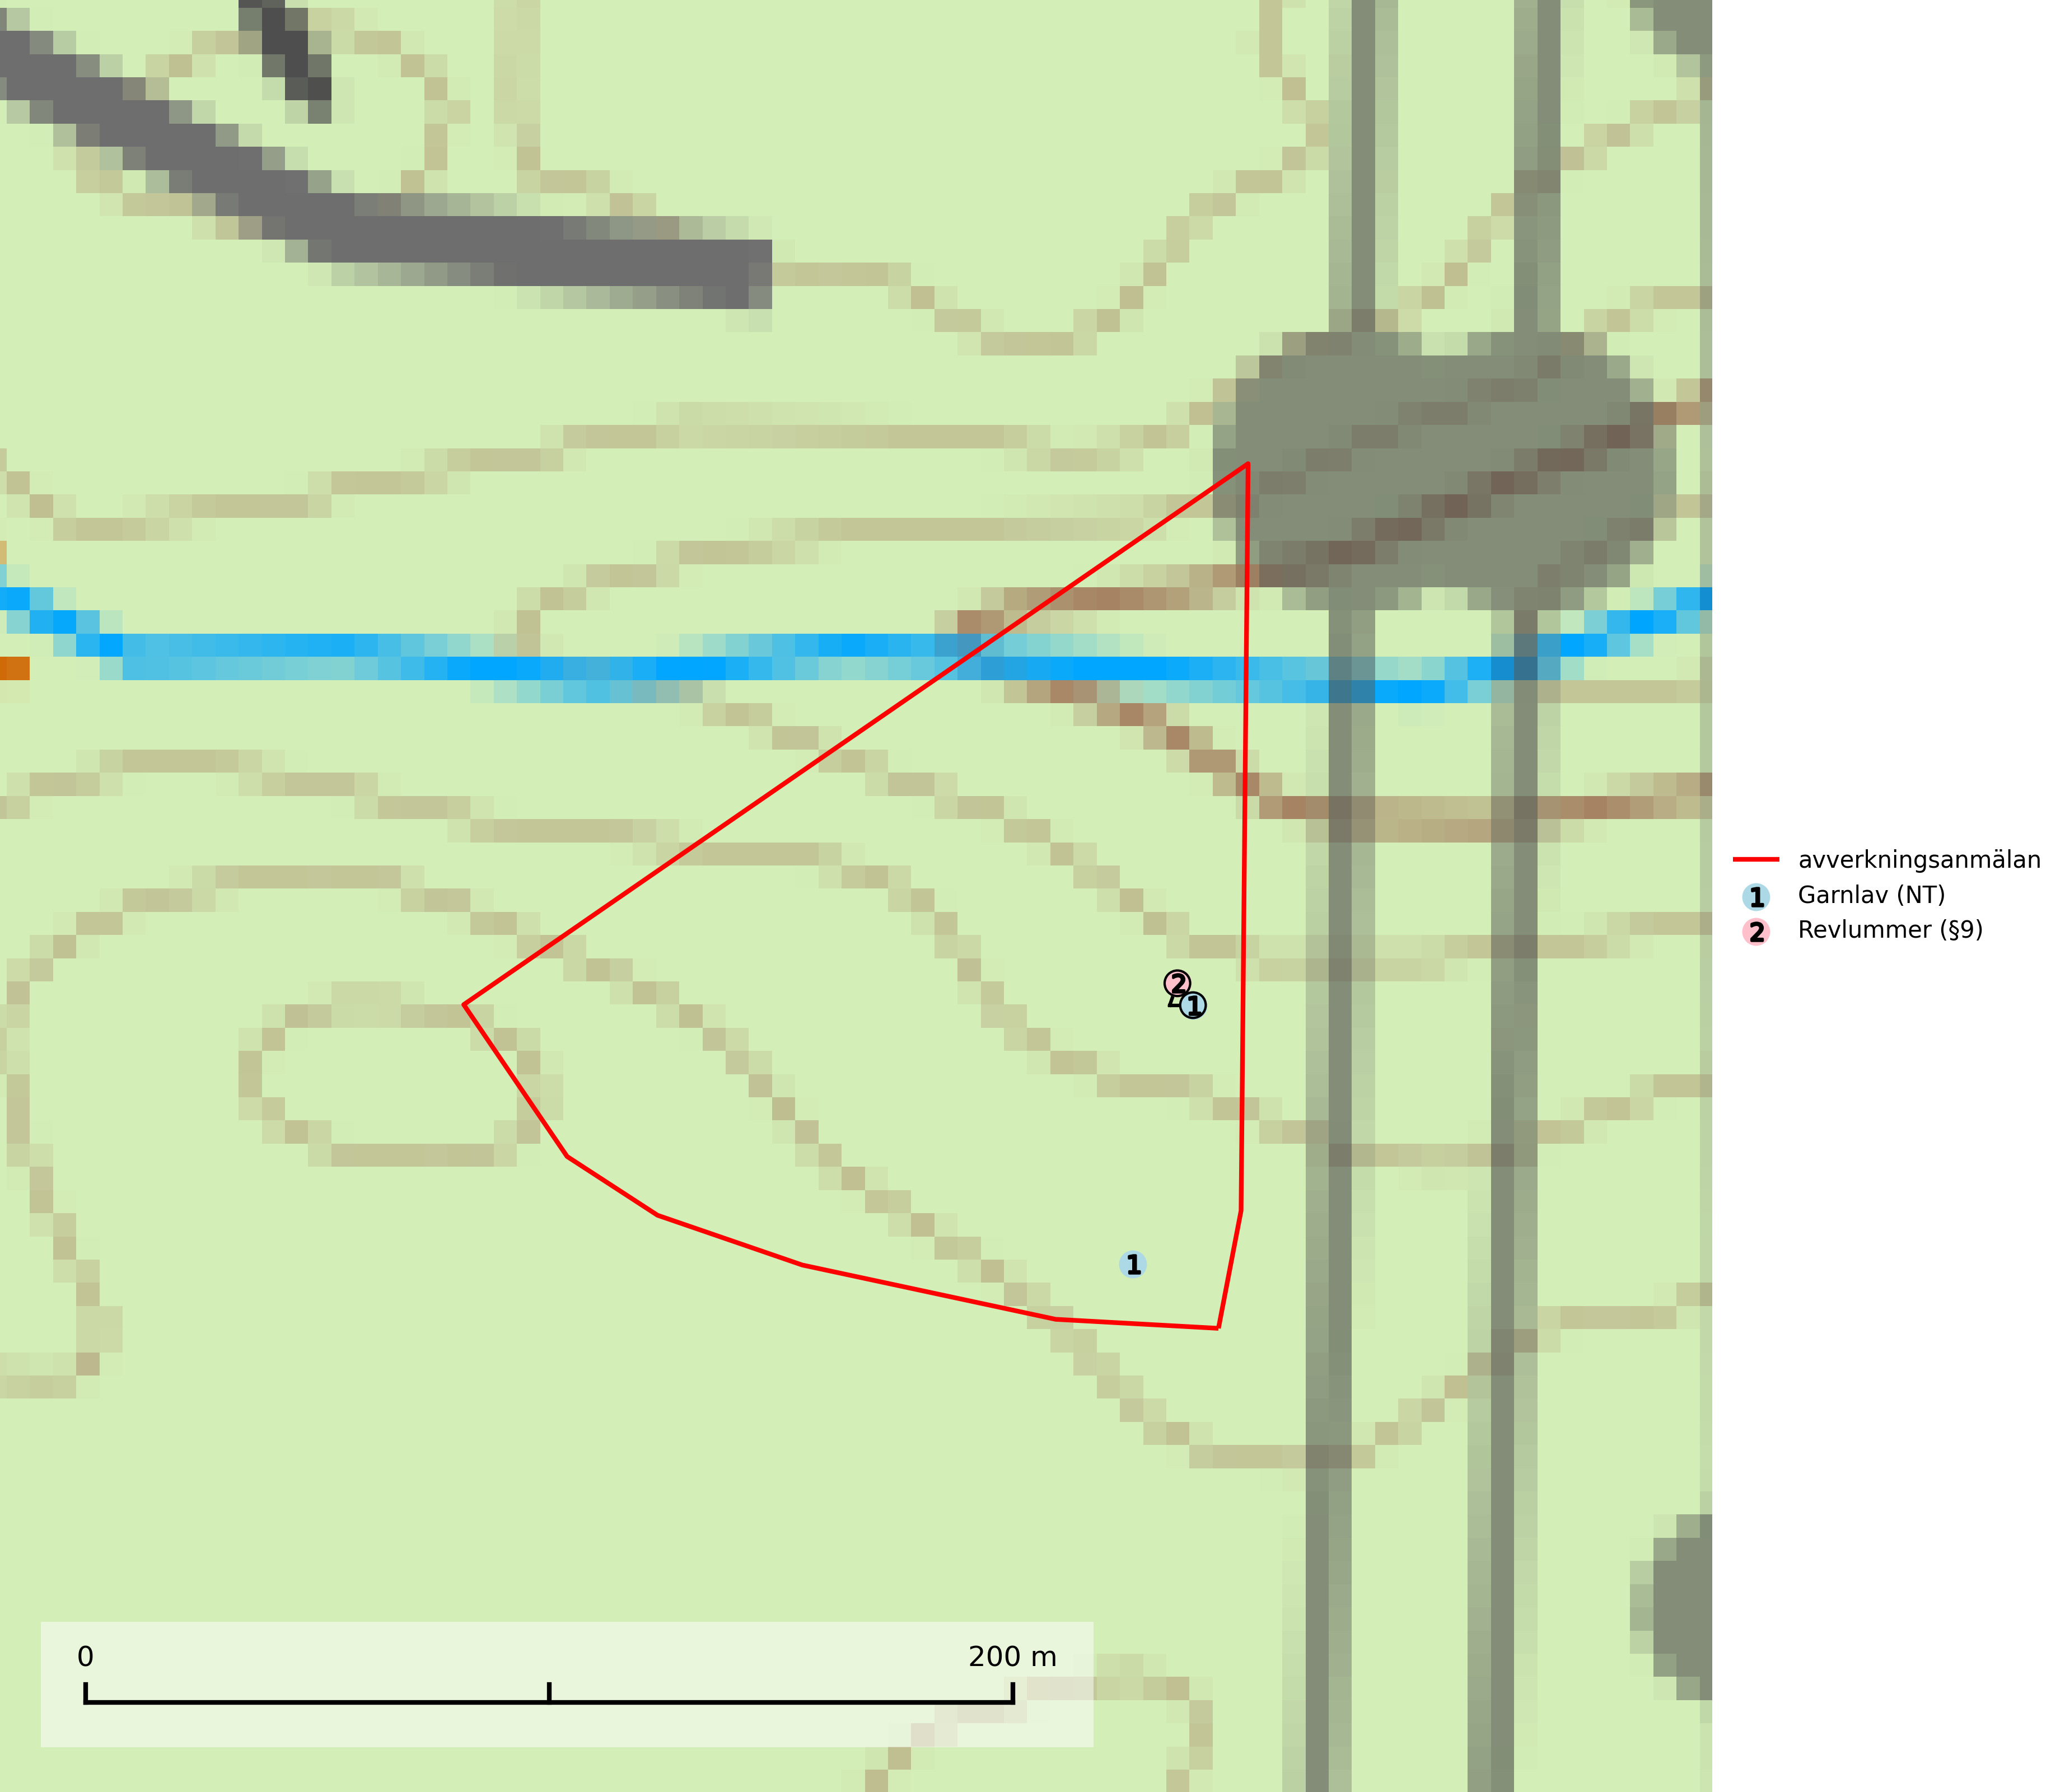 avverkningsanmälan
1 Garnlav (NT)
2 Revlummer (§9)
2
1
1
0 200 m